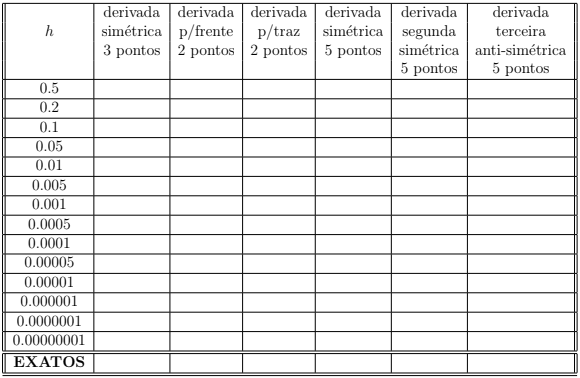 h
derivada simétrica 3 pontos
derivada p/frente 2 pontos
derivada p/traz 2 pontos
derivada simétrica 5 pontos
derivada segunda simétrica 5 pontos
derivada terceira anti-simétrica 5 pontos
0.5
0.2
0.1
0.05
0.01
0.005
0.001
0.0005
0.0001
0.00005
0.00001
0.000001
0.0000001
0.00000001
EXATOS